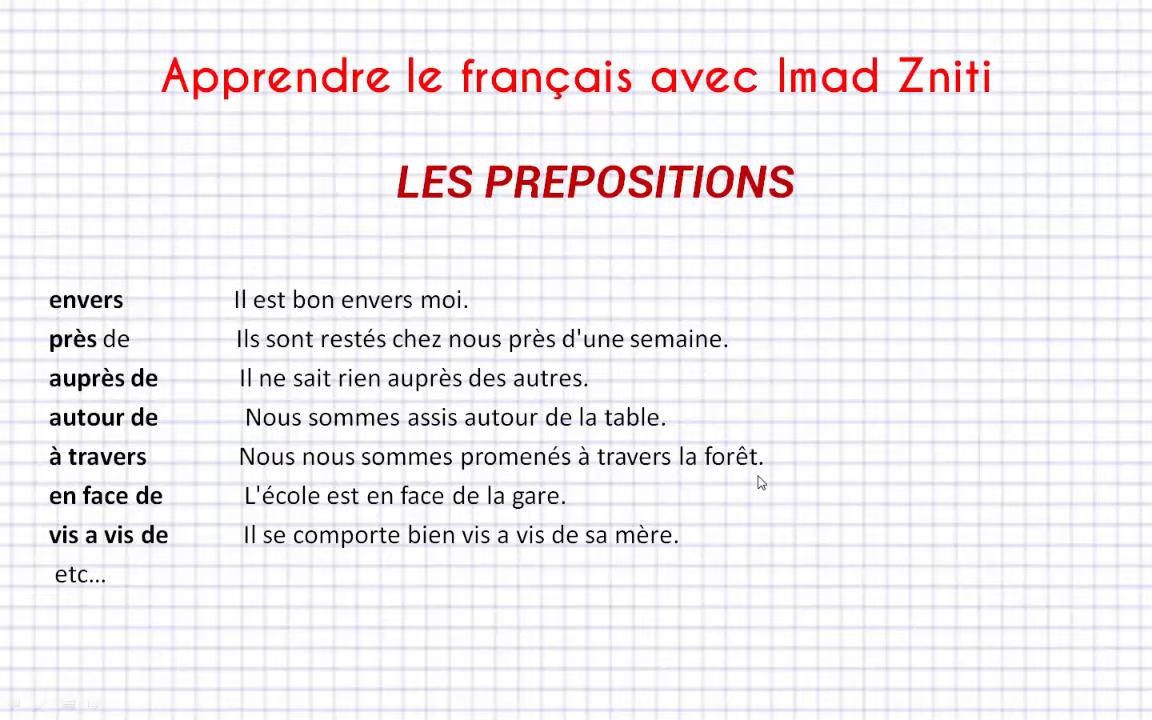 Apprendre le français avec Imad Zniti
LES PREPOSITIONS
envers Il est bon envers moi.
près de Ils sont restés chez nous près d'une semaine.
auprès de Il ne sait rien auprès des autres.
autour de Nous sommes assis autour de la table.
à travers Nous nous sommes promenés à travers la forêt.
en face de L'école est en face de la gare.
vis a vis de Il se comporte bien vis a vis de sa mère.
etc...